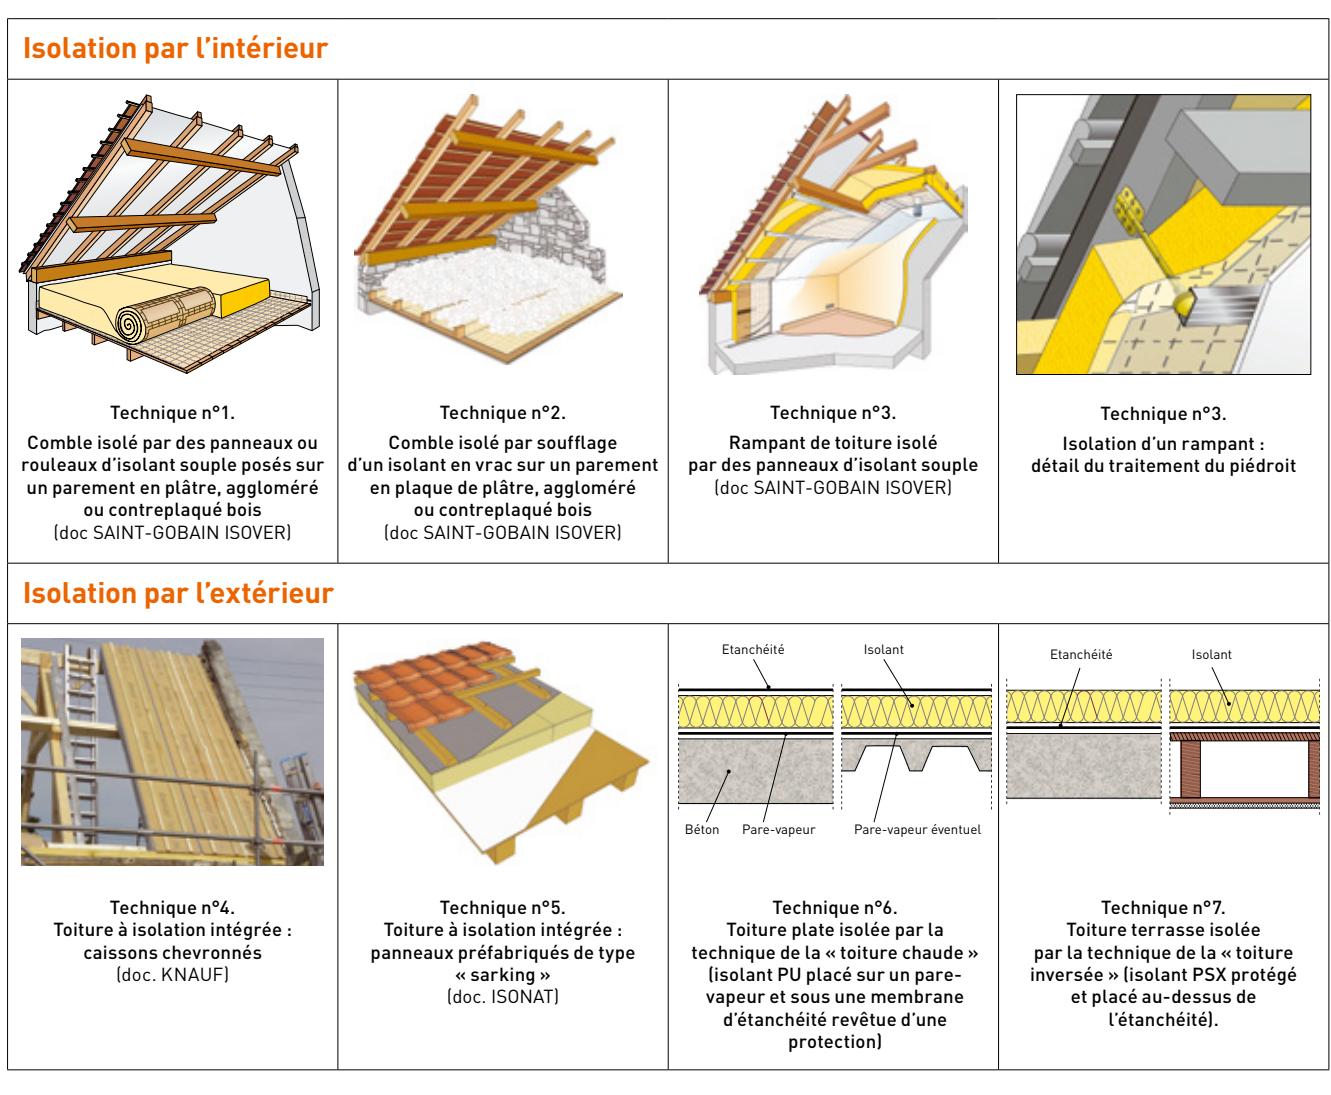 Isolation par l’intérieur
Technique n°1.
Comble isolé par des panneaux ou
rouleaux d’isolant souple posés sur
un parement en plâtre, aggloméré
ou contreplaqué bois
(doc SAINT-GOBAIN ISOVER)
Technique n°2.
Comble isolé par soufflage
d’un isolant en vrac sur un parement
en plaque de plâtre, aggloméré
ou contreplaqué bois
(doc SAINT-GOBAIN ISOVER)
Technique n°3.
Rampant de toiture isolé
par des panneaux d’isolant souple
(doc SAINT-GOBAIN ISOVER)
Technique n°3.
Isolation d’un rampant :
détail du traitement du piédroit
Isolation par l’extérieur
Technique n°4.
Toiture à isolation intégrée :
caissons chevronnés
(doc. KNAUF)
Technique n°5.
Toiture à isolation intégrée :
panneaux préfabriqués de type
« sarking »
(doc. ISONAT)
Etanchéité
Isolant
Béton
Pare-vapeur
Pare-vapeur éventuel
Technique n°6.
Toiture plate isolée par la
technique de la « toiture chaude »
(isolant PU placé sur un pare-
vapeur et sous une membrane
d’étanchéité revêtue d’une
protection)
Etanchéité
Isolant
Technique n°7.
Toiture terrasse isolée
par la technique de la « toiture
inversée » (isolant PSX protégé
et placé au-dessus de
l’étanchéité).